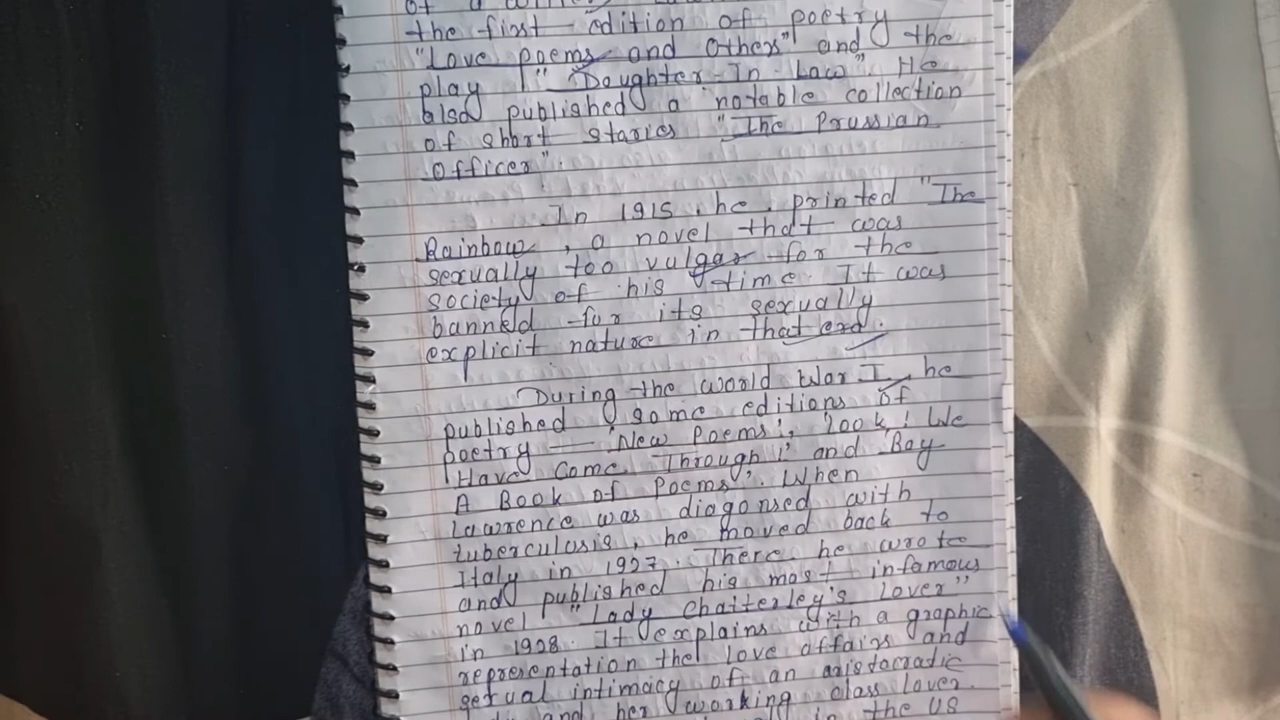 of a
the first edition of poetry
"Love poems and Others" and the
play "Daughter-In-Law". He
also published a notable collection
of short stories "The Prussian
Officer".
In 1915, he printed "The
Rainbow, a novel that was
sexually too vulgar for the
society of his time. It was
banned for its sexually
explicit nature in that era.
During the World War I, he
published some editions of
poetry — 'New Poems', 'Look! We
Have Come Through!' and 'Bay
A Book of Poems'. When
Lawrence was diagonsed with
tuberculosis, he moved back to
Italy in 1927. There he wrote
and published his most infamous
novel "Lady Chatterley's Lover"
in 1928. It explains with a graphic
representation the love affairs and
sexual intimacy of an aristocratic
and her working class lover.
in the US